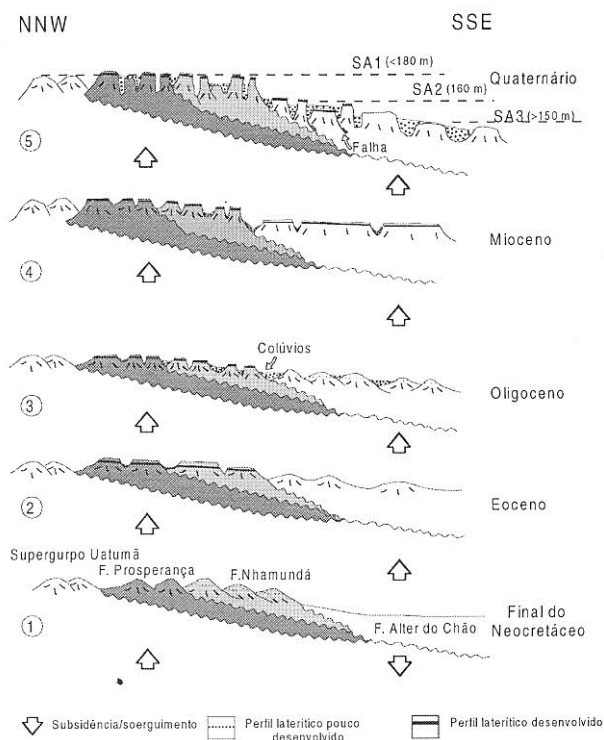 NNW
SSE
SA1 (<180 m)
Quaternário
SA2 (160 m)
SA3 (>150 m)
Falha
5
Mioceno
4
Colúvios
Oligoceno
3
Eoceno
2
Supergurpo Uatumã
F. Prosperança
F.Nhamundá
Final do
Neocretáceo
F. Alter do Chão
1
Subsidência/soerguimento
Perfil laterítico pouco
desenvolvido
Perfil laterítico desenvolvido